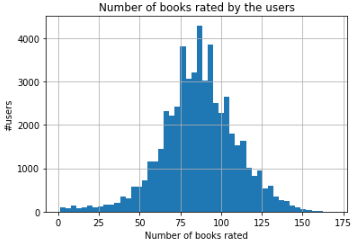 Number of books rated by the users
#users
4000
3000
2000
1000
0
0 25 50 75 100 125 150 175
Number of books rated